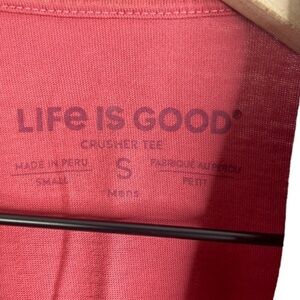 LIFe IS GOOD®
CRUSHER TEE
MADE IN PERU S FABRIQUÉ AU PÉROU
SMALL PETIT
Mens